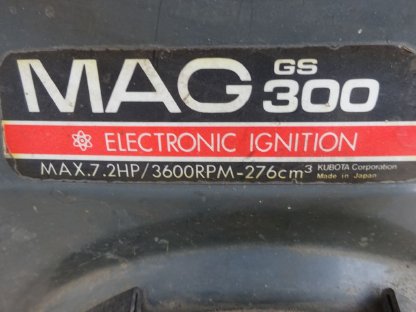 MAG GS 300
ELECTRONIC IGNITION
MAX.7.2HP/3600RPM-276cm³ KUBOTA Corporation
Made in Japan